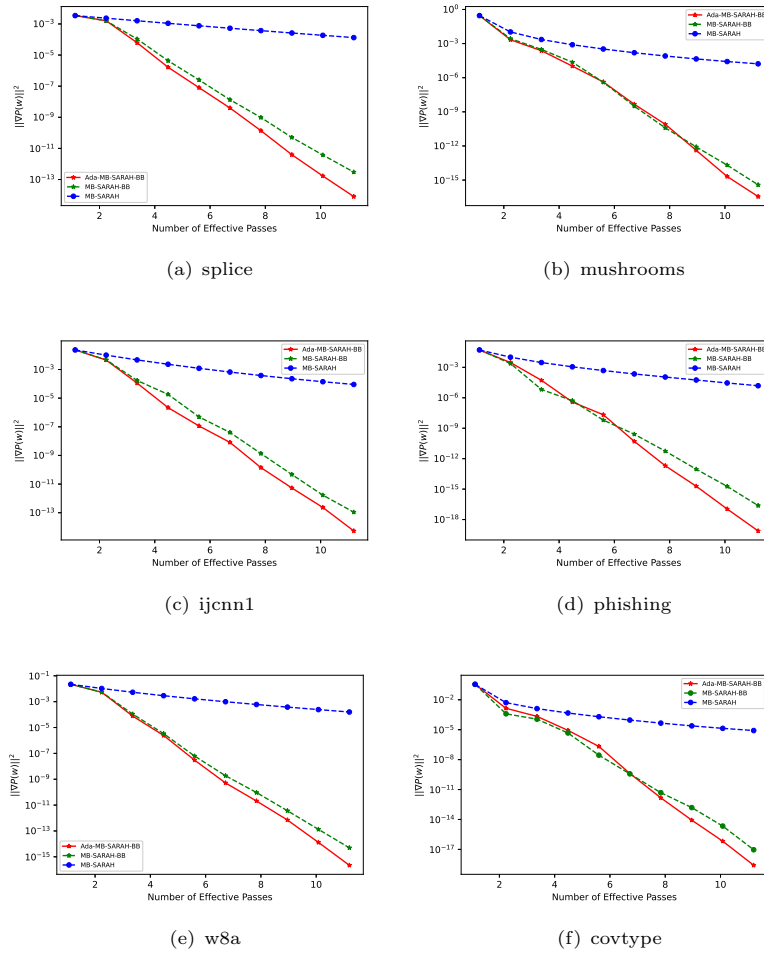 10⁻³
10⁻⁵
10⁻⁷
10⁻⁹
10⁻¹¹
10⁻¹³
||∇P(w)||²
Ada-MB-SARAH-BB
MB-SARAH-BB
MB-SARAH
2 4 6 8 10
Number of Effective Passes
(a) splice
10⁰
10⁻³
10⁻⁶
10⁻⁹
10⁻¹²
10⁻¹⁵
||∇P(w)||²
Ada-MB-SARAH-BB
MB-SARAH-BB
MB-SARAH
2 4 6 8 10
Number of Effective Passes
(b) mushrooms
10⁻³
10⁻⁵
10⁻⁷
10⁻⁹
10⁻¹¹
10⁻¹³
||∇P(w)||²
Ada-MB-SARAH-BB
MB-SARAH-BB
MB-SARAH
2 4 6 8 10
Number of Effective Passes
(c) ijcnn1
10⁻³
10⁻⁶
10⁻⁹
10⁻¹²
10⁻¹⁵
10⁻¹⁸
||∇P(w)||²
Ada-MB-SARAH-BB
MB-SARAH-BB
MB-SARAH
2 4 6 8 10
Number of Effective Passes
(d) phishing
10⁻¹
10⁻³
10⁻⁵
10⁻⁷
10⁻⁹
10⁻¹¹
10⁻¹³
10⁻¹⁵
||∇P(w)||²
Ada-MB-SARAH-BB
MB-SARAH-BB
MB-SARAH
2 4 6 8 10
Number of Effective Passes
(e) w8a
10⁻²
10⁻⁵
10⁻⁸
10⁻¹¹
10⁻¹⁴
10⁻¹⁷
||∇P(w)||²
Ada-MB-SARAH-BB
MB-SARAH-BB
MB-SARAH
2 4 6 8 10
Number of Effective Passes
(f) covtype